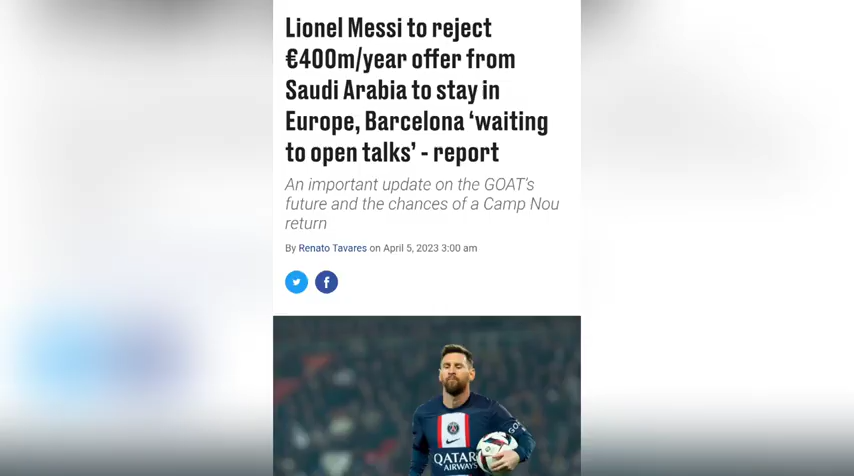 Lionel Messi to reject
€400m/year offer from
Saudi Arabia to stay in
Europe, Barcelona ‘waiting
to open talks’ - report
An important update on the GOAT's
future and the chances of a Camp Nou
return
By Renato Tavares on April 5, 2023 3:00 am
QATAR
AIRWAYS
GOA